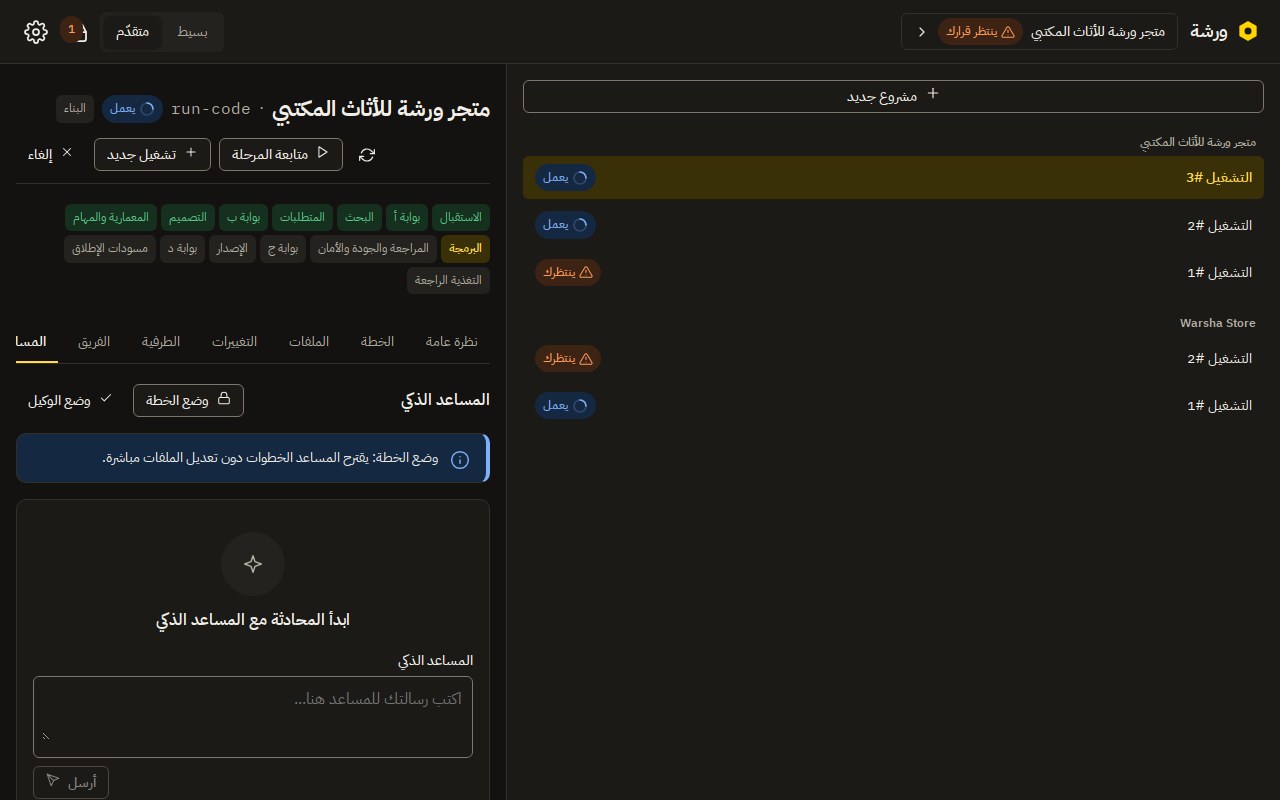 ورشة
متجر ورشة للأثاث المكتبي
ينتظر قرارك
بسيط
متقدّم
1
مشروع جديد
متجر ورشة للأثاث المكتبي
التشغيل #3
يعمل
التشغيل #2
يعمل
التشغيل #1
ينتظرك
Warsha Store
التشغيل #2
ينتظرك
التشغيل #1
يعمل
متجر ورشة للأثاث المكتبي · run-code
يعمل
البناء
متابعة المرحلة
تشغيل جديد
إلغاء
الاستقبال
بوابة أ
البحث
المتطلبات
بوابة ب
التصميم
المعمارية والمهام
البرمجة
المراجعة والجودة والأمان
بوابة ج
الإصدار
بوابة د
مسودات الإطلاق
التغذية الراجعة
نظرة عامة
الخطة
الملفات
التغييرات
الطرفية
الفريق
المسا
المساعد الذكي
وضع الخطة
وضع الوكيل
وضع الخطة: يقترح المساعد الخطوات دون تعديل الملفات مباشرة.
ابدأ المحادثة مع المساعد الذكي
المساعد الذكي
اكتب رسالتك للمساعد هنا...
أرسل